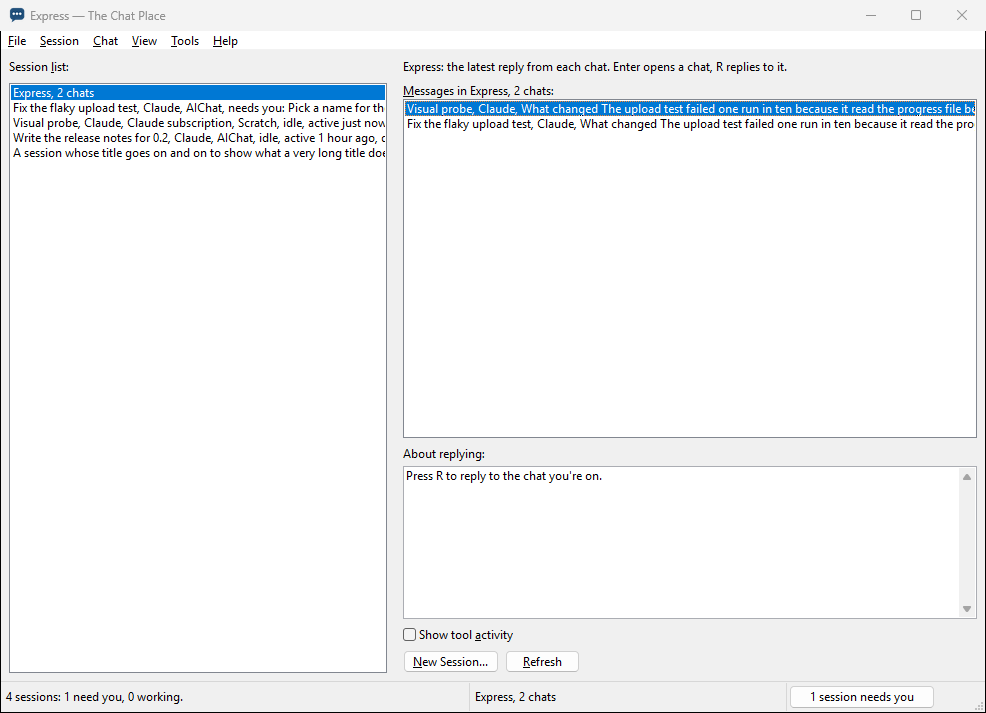 Express — The Chat Place
File Session Chat View Tools Help
Session list:
Express, 2 chats
Fix the flaky upload test, Claude, AIChat, needs you: Pick a name for th
Visual probe, Claude, Claude subscription, Scratch, idle, active just now
Write the release notes for 0.2, Claude, AIChat, idle, active 1 hour ago,
A session whose title goes on and on to show what a very long title doe
Express: the latest reply from each chat. Enter opens a chat, R replies to it.
Messages in Express, 2 chats:
Visual probe, Claude, What changed The upload test failed one run in ten because it read the progress file be
Fix the flaky upload test, Claude, What changed The upload test failed one run in ten because it read the pro
About replying:
Press R to reply to the chat you're on.
Show tool activity
New Session... Refresh
4 sessions: 1 need you, 0 working.
Express, 2 chats
1 session needs you